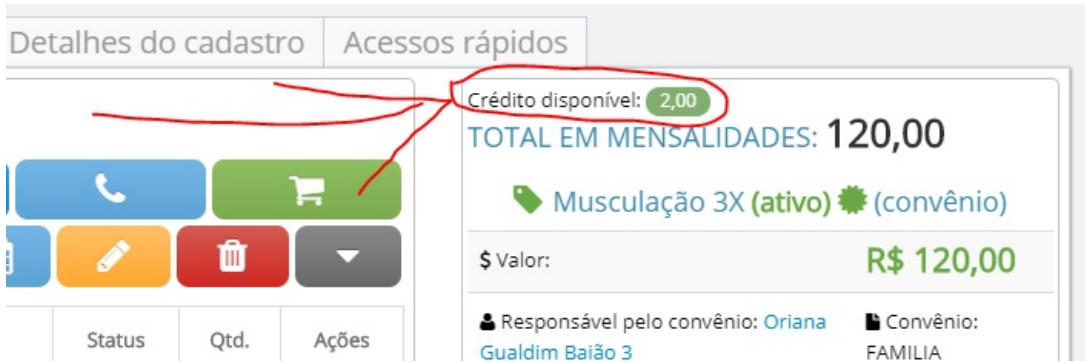 Detalhes do cadastro
Acessos rápidos
Crédito disponível: 2,00
TOTAL EM MENSALIDADES: 120,00
Musculação 3X (ativo) (convênio)
$ Valor:
R$ 120,00
Status
Qtd.
Ações
Responsável pelo convênio: Oriana
Gualdim Baião 3
Convênio:
FAMILIA